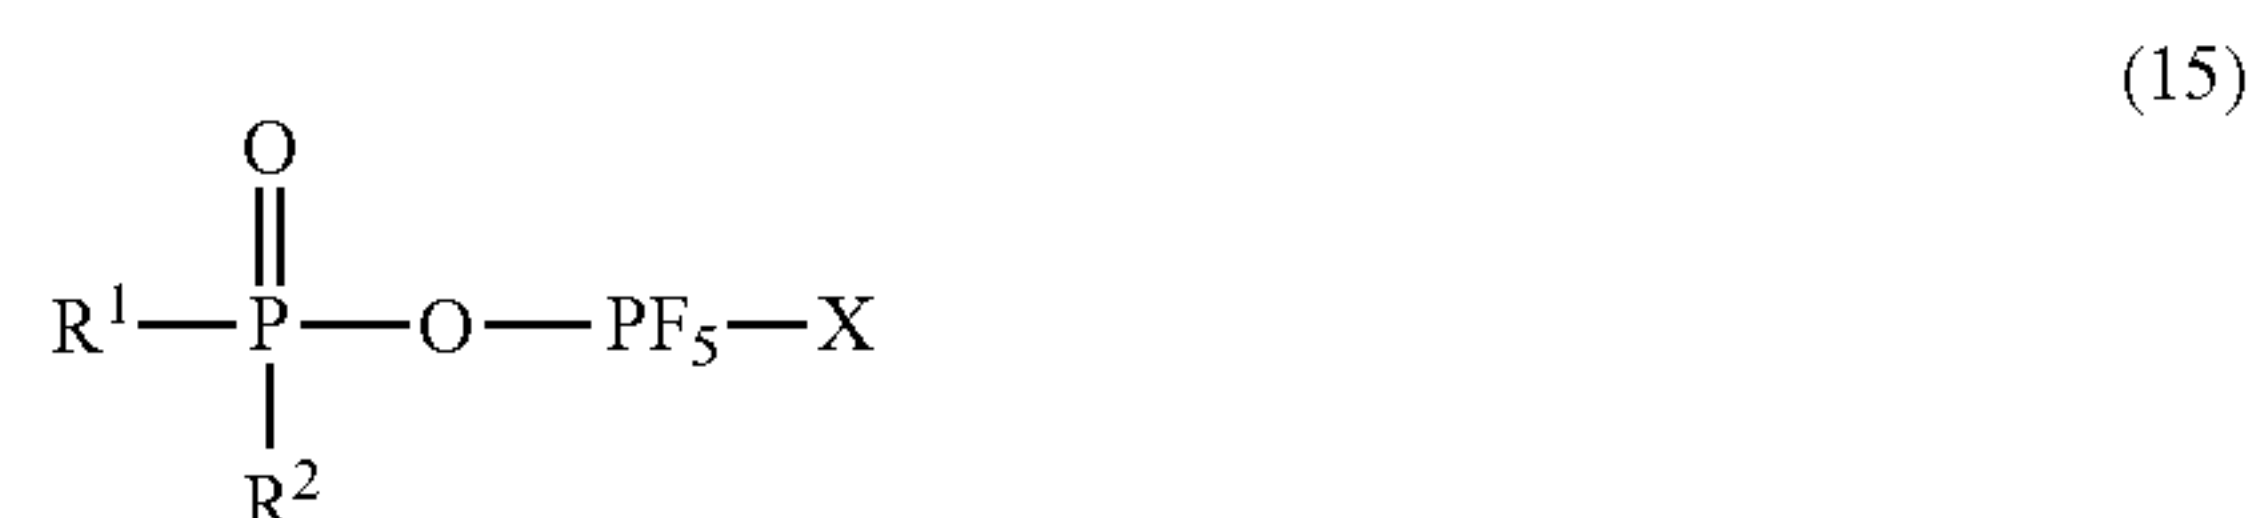 (15)
O
R¹—P—O—PF₅—X
R²